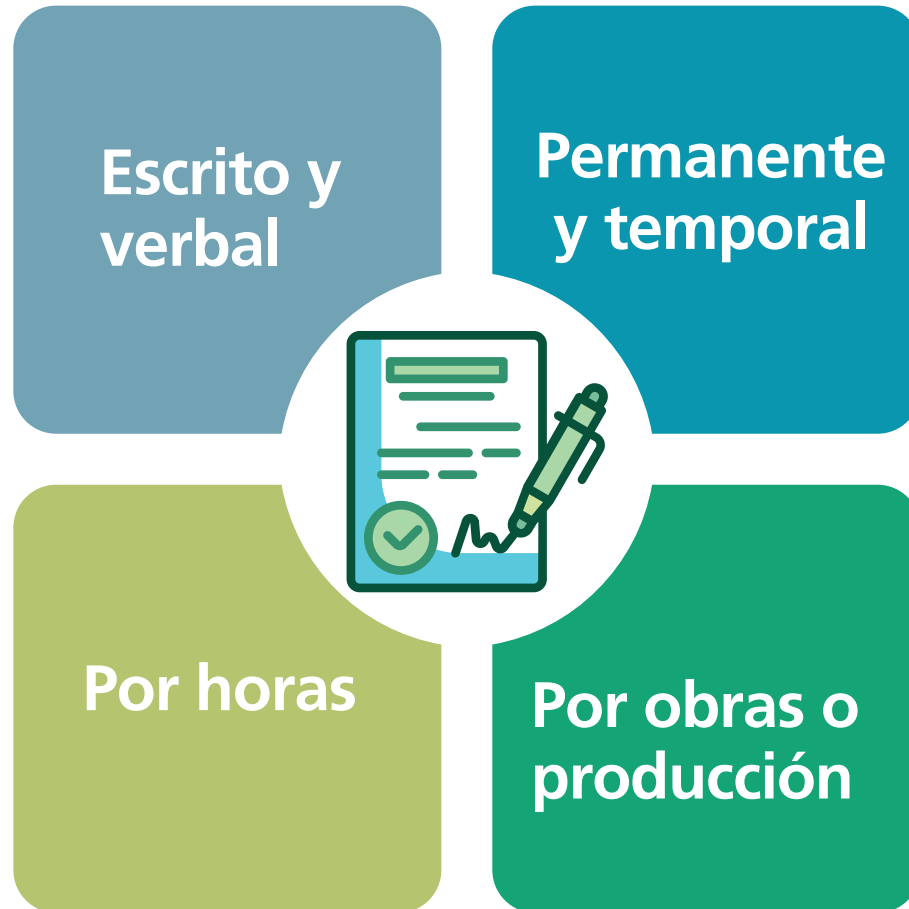 Escrito y
verbal
Permanente
y temporal
Por horas
Por obras o
producción